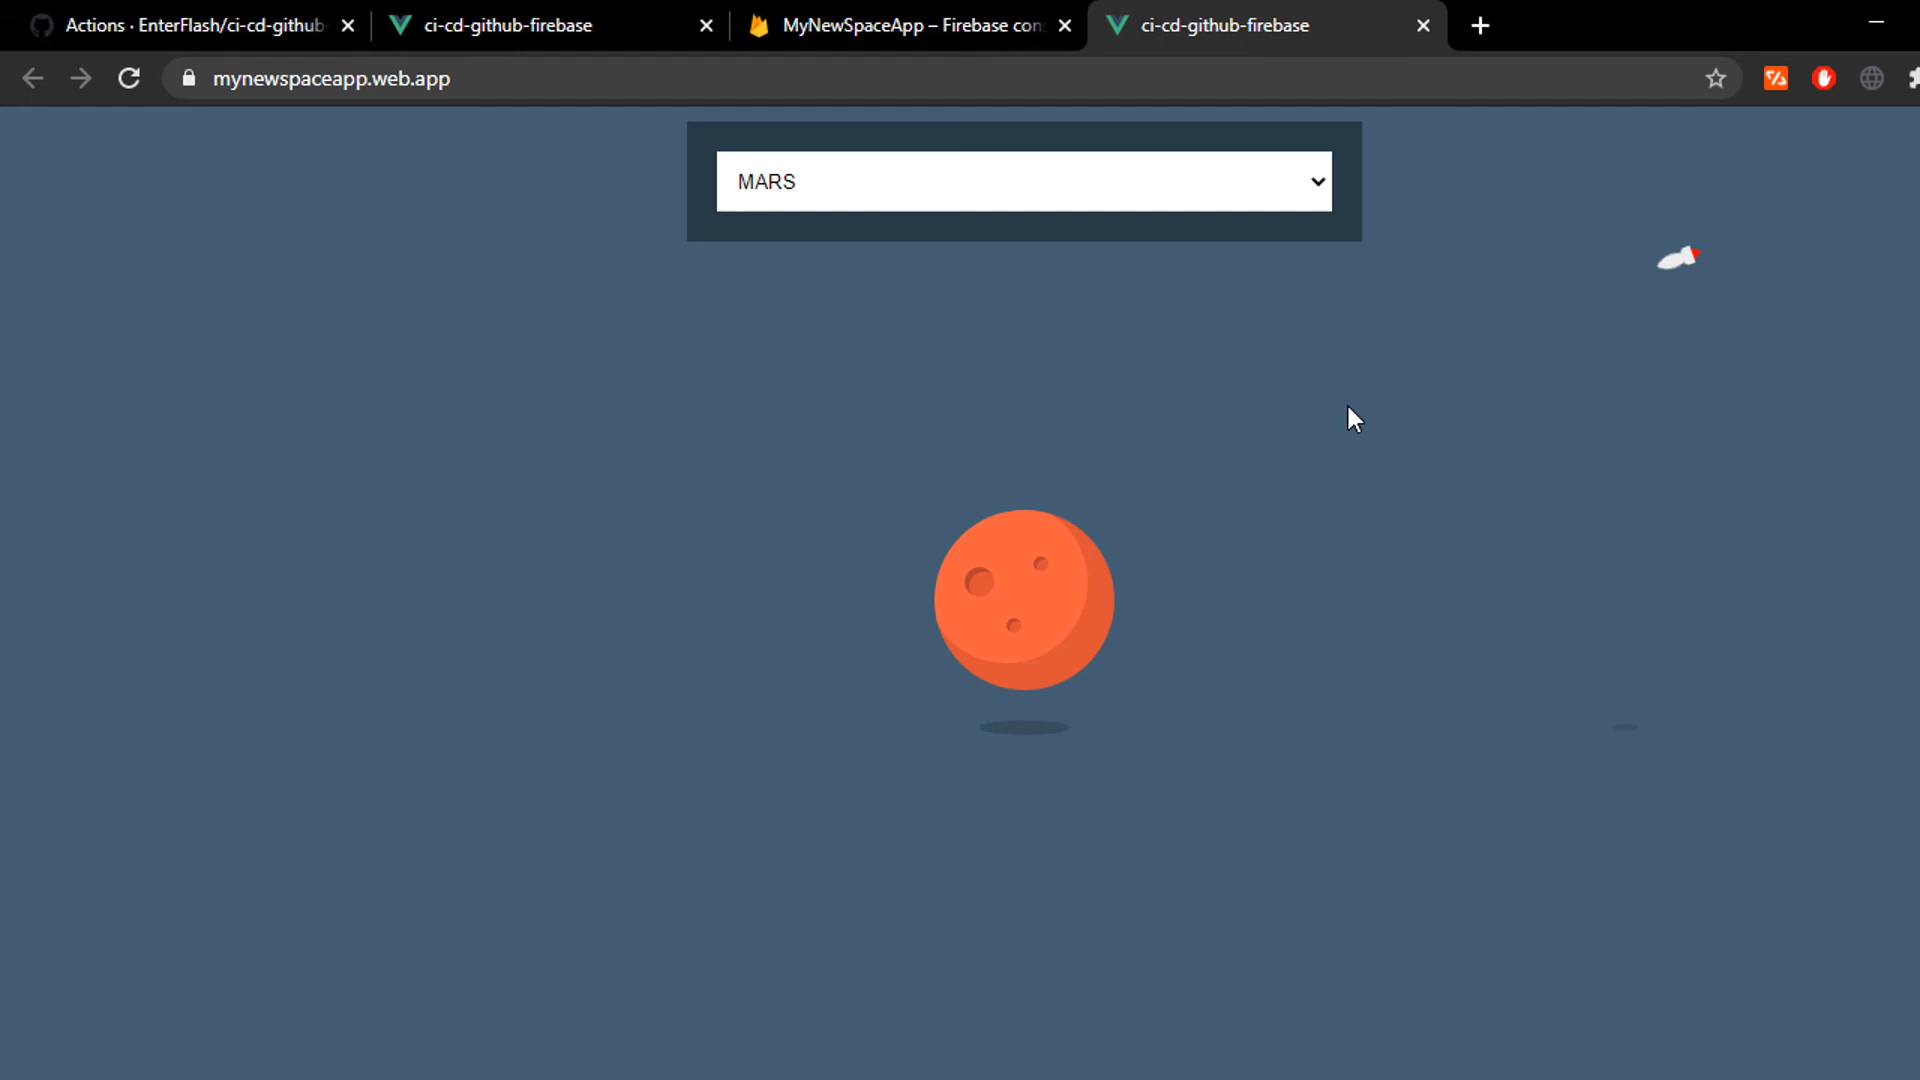 Actions · EnterFlash/ci-cd-github-
ci-cd-github-firebase
MyNewSpaceApp – Firebase con
ci-cd-github-firebase
mynewspaceapp.web.app
MARS